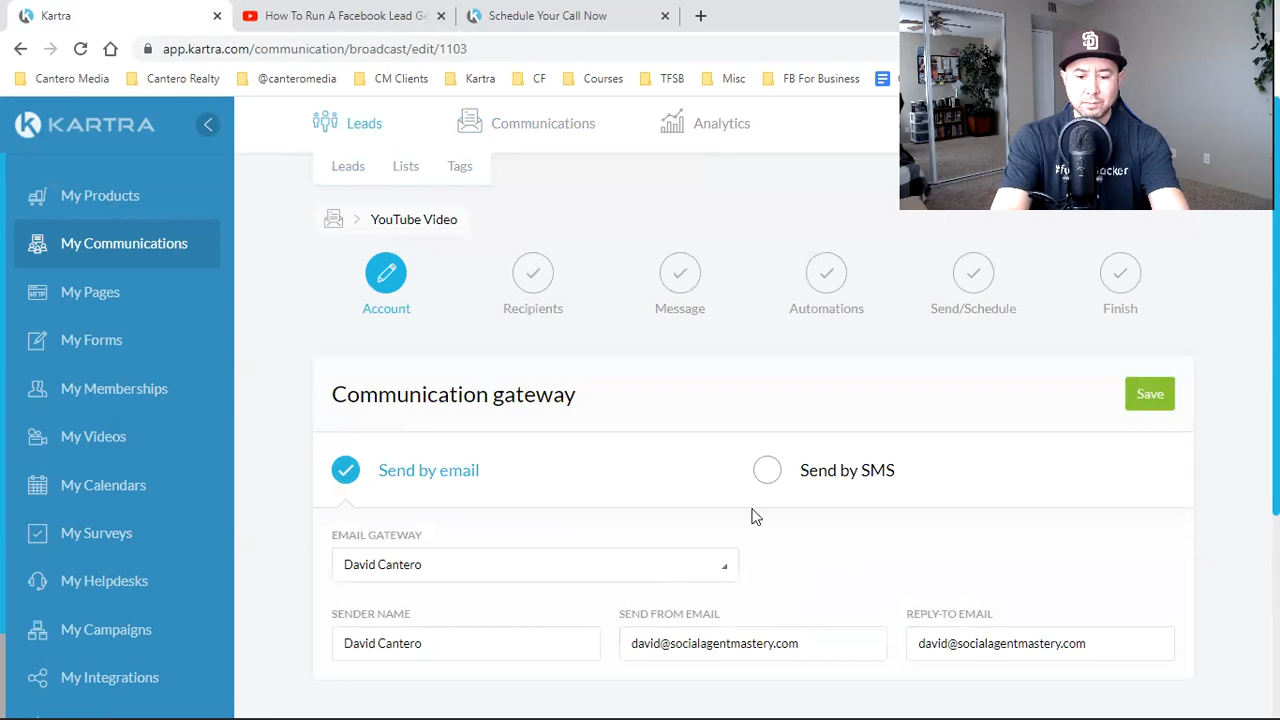 Kartra
How To Run A Facebook Lead G
Schedule Your Call Now
app.kartra.com/communication/broadcast/edit/1103
Cantero Media
Cantero Realty
@canteromedia
CM Clients
Kartra
CF
Courses
TFSB
Misc
FB For Business
KARTRA
Leads
Communications
Analytics
Leads
Lists
Tags
My Products
My Communications
My Pages
My Forms
My Memberships
My Videos
My Calendars
My Surveys
My Helpdesks
My Campaigns
My Integrations
YouTube Video
Account
Recipients
Message
Automations
Send/Schedule
Finish
Communication gateway
Save
Send by email
Send by SMS
EMAIL GATEWAY
David Cantero
SENDER NAME
SEND FROM EMAIL
REPLY-TO EMAIL
David Cantero
david@socialagentmastery.com
david@socialagentmastery.com